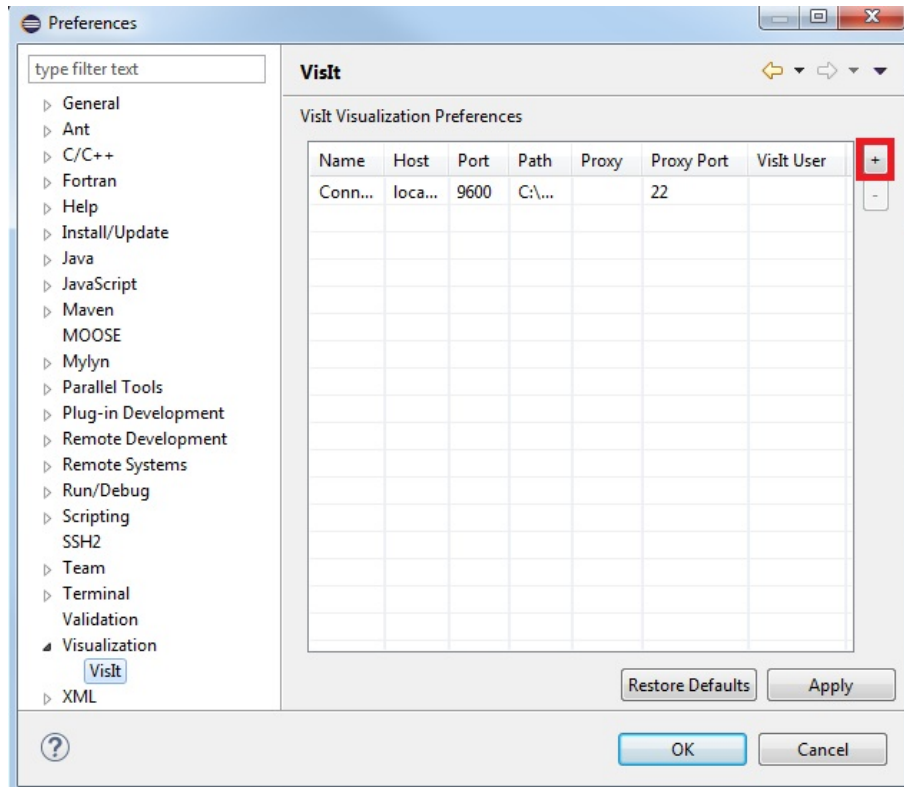 Preferences
type filter text
VisIt
General
Ant
C/C++
Fortran
Help
Install/Update
Java
JavaScript
Maven
MOOSE
Mylyn
Parallel Tools
Plug-in Development
Remote Development
Remote Systems
Run/Debug
Scripting
SSH2
Team
Terminal
Validation
Visualization
VisIt
XML
VisIt Visualization Preferences
Name Host Port Path Proxy Proxy Port VisIt User
Conn... loca... 9600 C:\... 22
+
-
Restore Defaults Apply
? OK Cancel